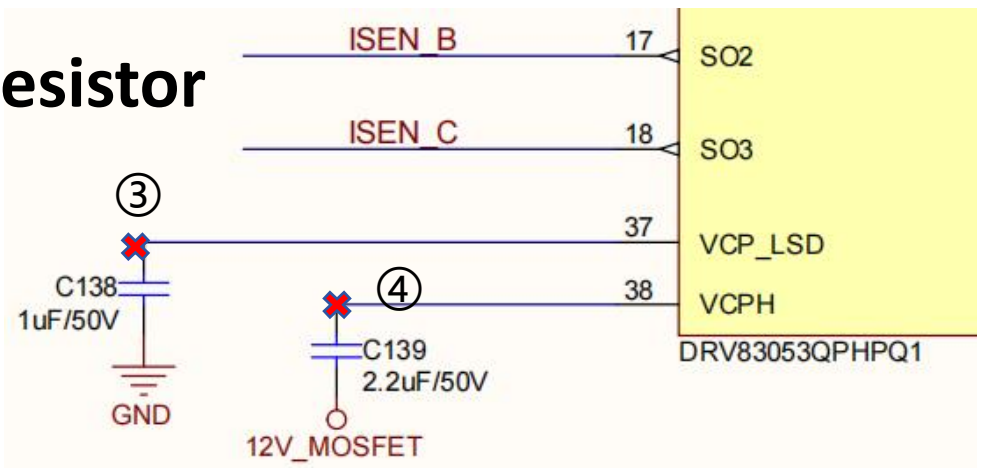 ISEN_B
17
SO2
esistor
ISEN_C
18
SO3
③
37
VCP_LSD
C138
1uF/50V
④
38
VCPH
C139
2.2uF/50V
DRV83053QPHPQ1
GND
12V_MOSFET